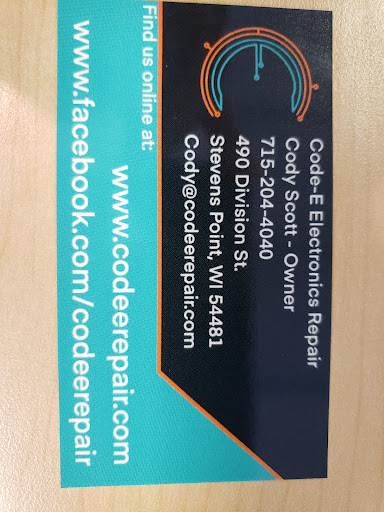 Code-E Electronics Repair
Cody Scott - Owner
715-204-4040
490 Division St.
Stevens Point, WI 54481
Cody@codeerepair.com
Find us online at:
www.codeerepair.com
www.facebook.com/codeerepair